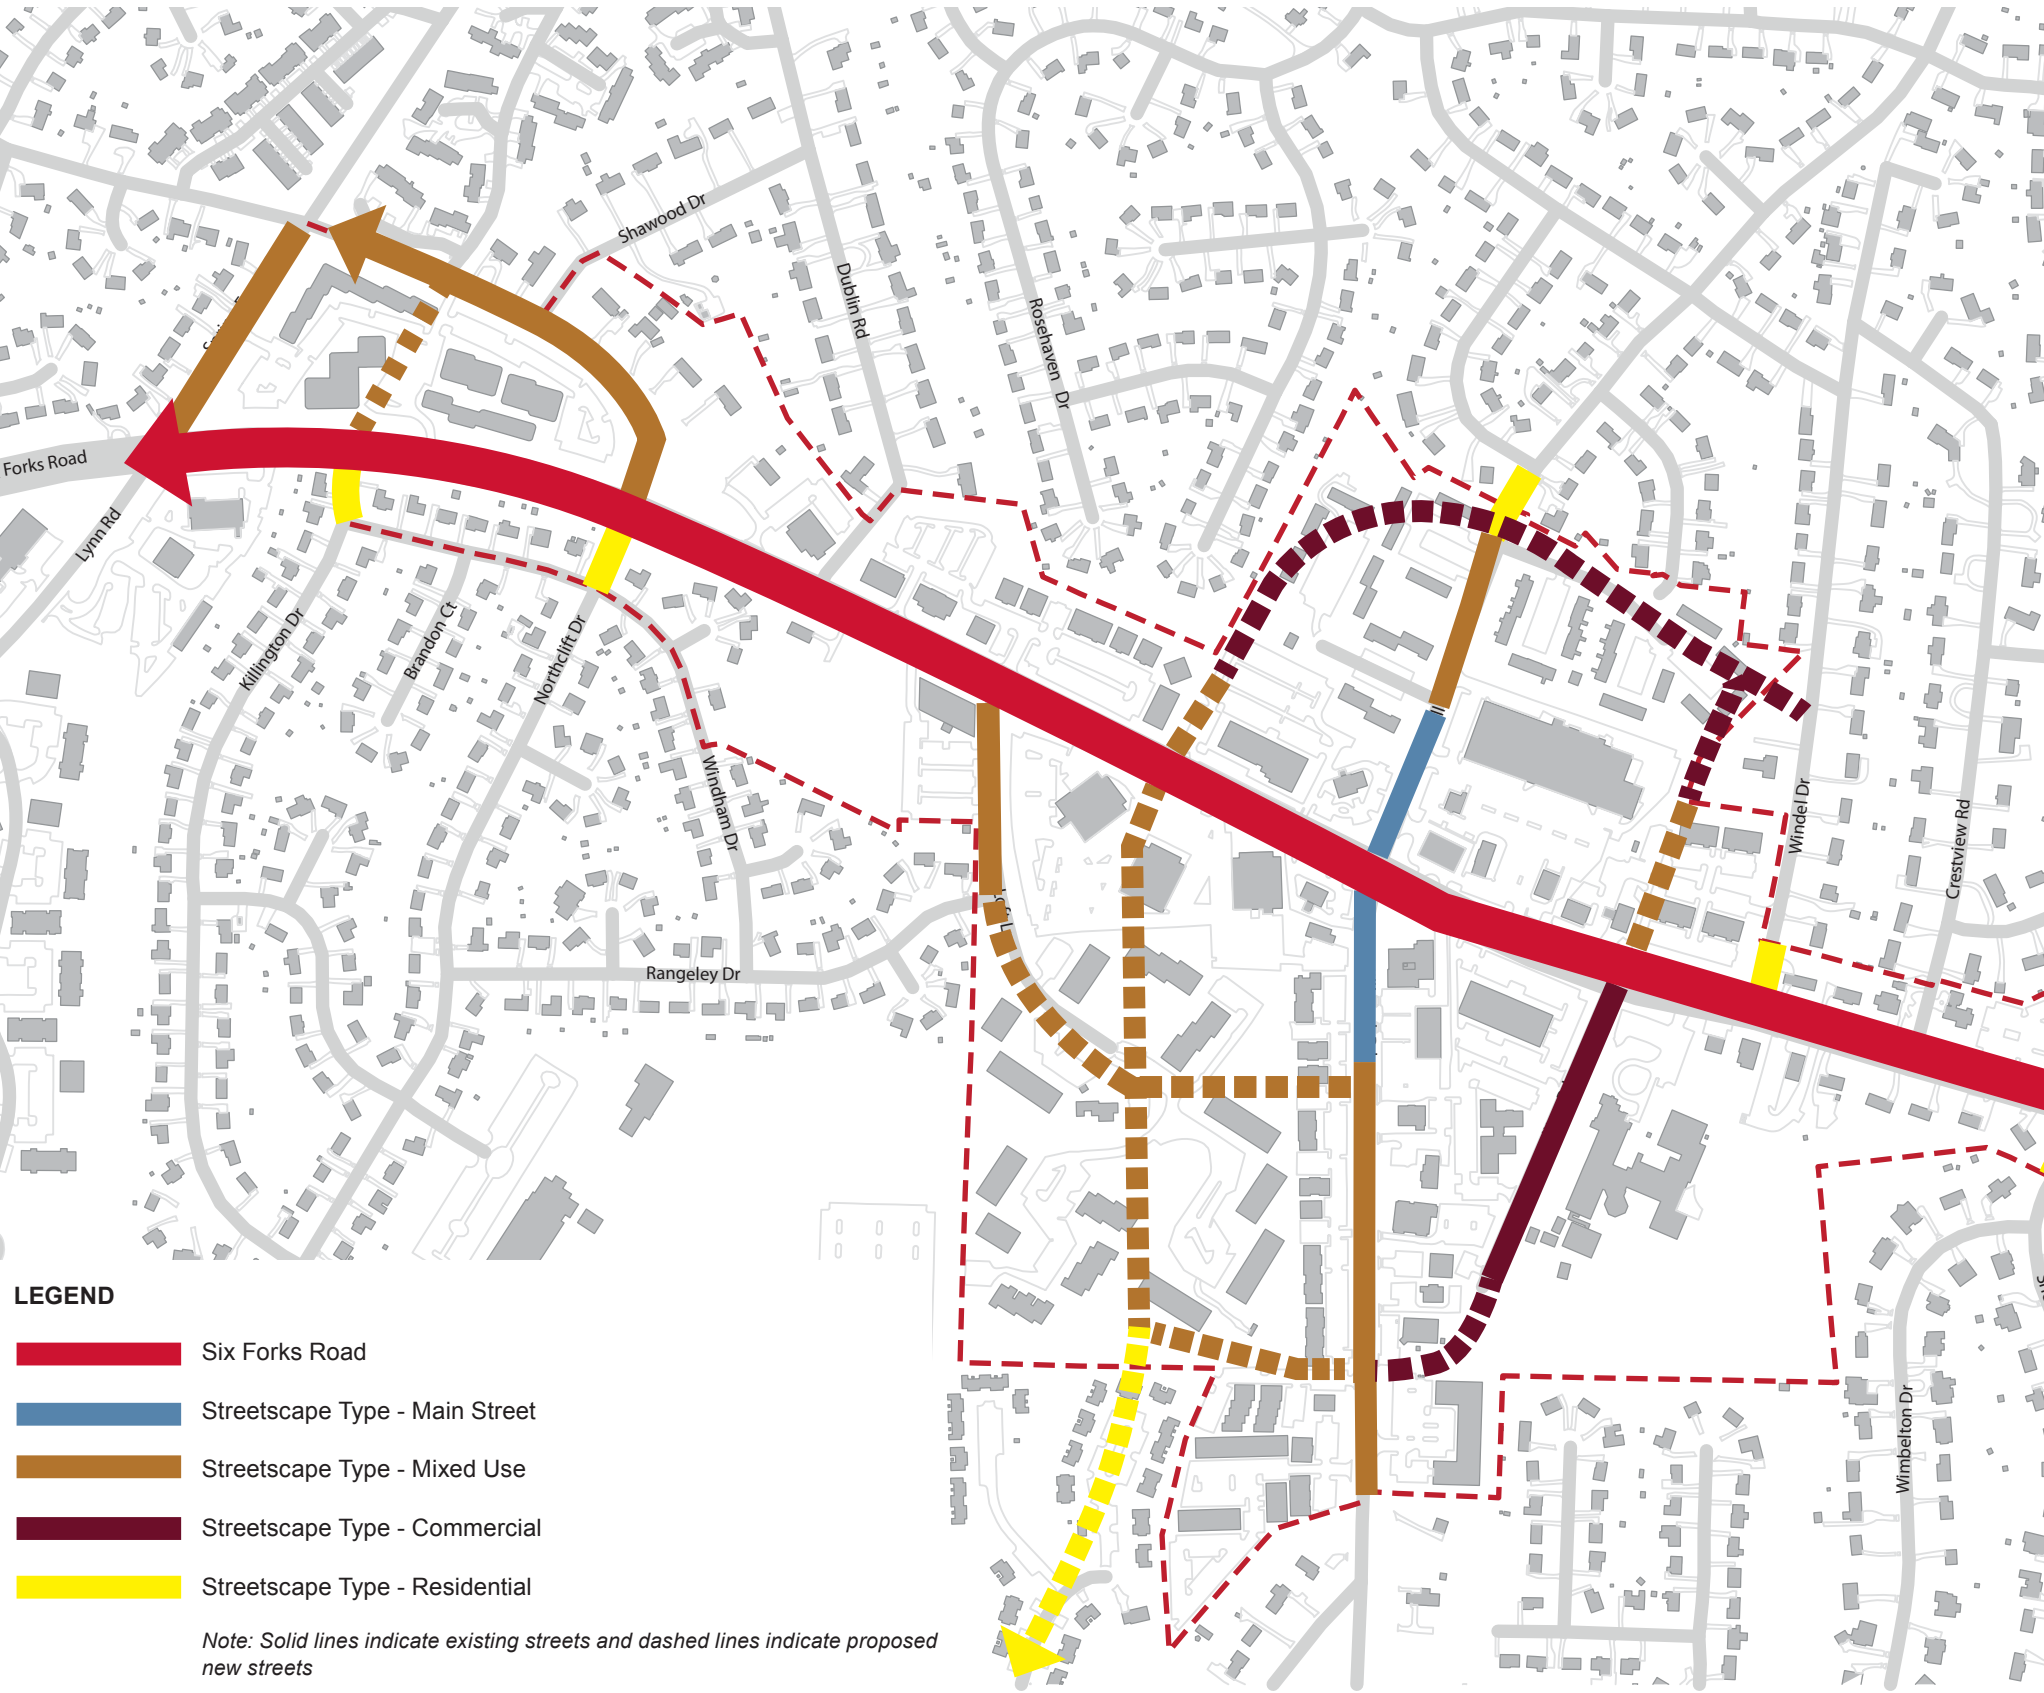 Shawood Dr
Dublin Rd
Rosehaven Dr
Forks Road
Lynn Rd
Killington Dr
Brandon Ct
Northclift Dr
Windham Dr
Windel Dr
Crestview Rd
Rangeley Dr
Wimbelton Dr
LEGEND
Six Forks Road
Streetscape Type - Main Street
Streetscape Type - Mixed Use
Streetscape Type - Commercial
Streetscape Type - Residential
Note: Solid lines indicate existing streets and dashed lines indicate proposed
new streets